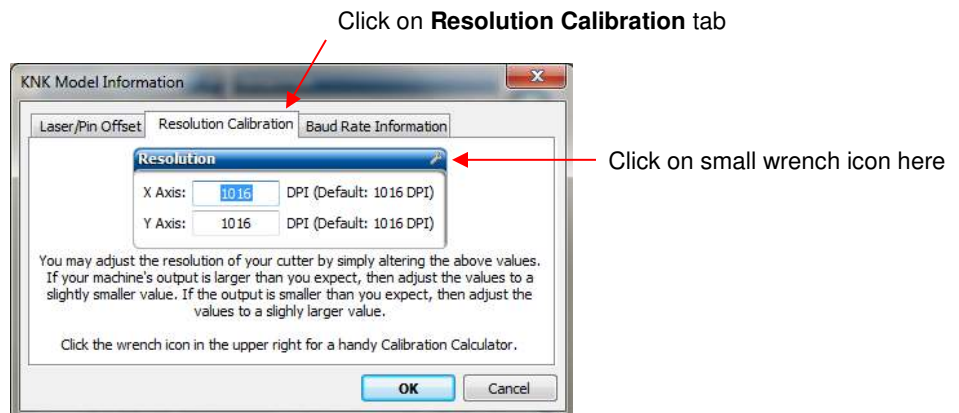 Click on Resolution Calibration tab
KNK Model Information
Laser/Pin Offset Resolution Calibration Baud Rate Information
Resolution
Click on small wrench icon here
X Axis: 1016 DPI (Default: 1016 DPI)
Y Axis: 1016 DPI (Default: 1016 DPI)
You may adjust the resolution of your cutter by simply altering the above values.
If your machine's output is larger than you expect, then adjust the values to a
slightly smaller value. If the output is smaller than you expect, then adjust the
values to a slighly larger value.
Click the wrench icon in the upper right for a handy Calibration Calculator.
OK Cancel